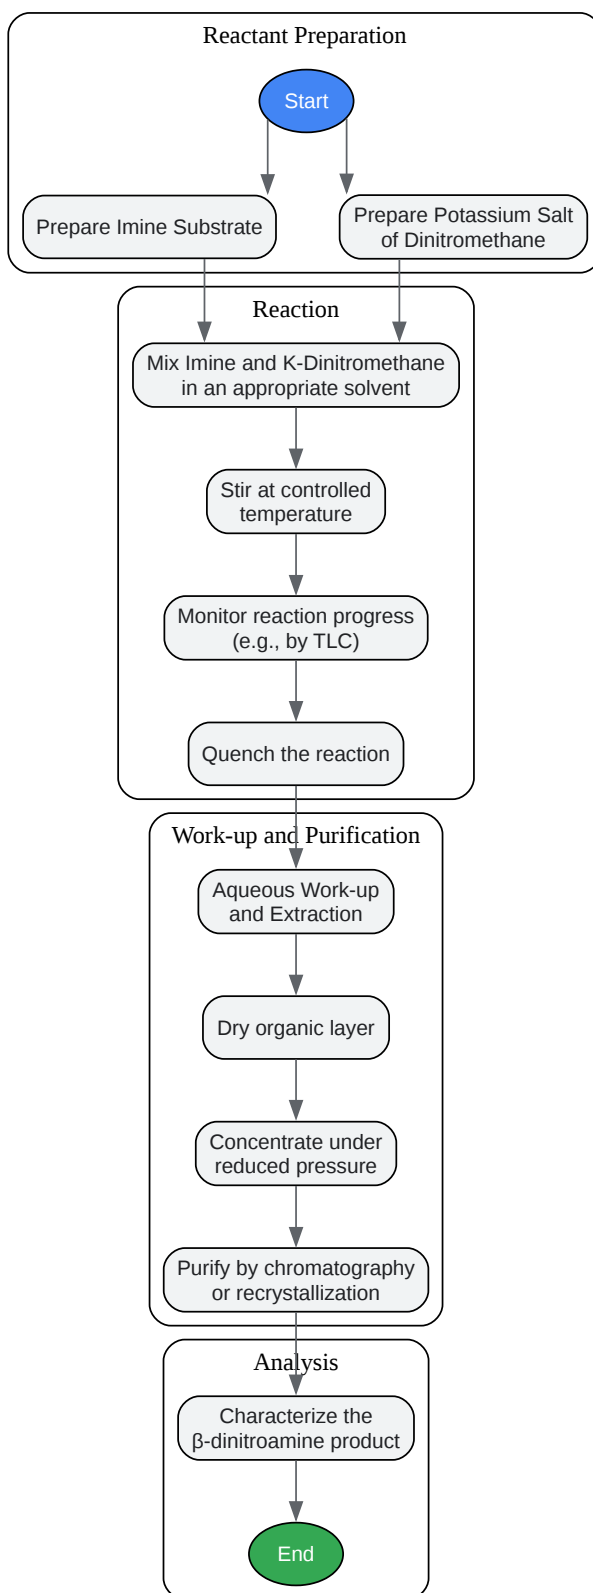 Reactant Preparation
Start
Prepare Imine Substrate
Prepare Potassium Salt
of Dinitromethane
Reaction
Mix Imine and K-Dinitromethane
in an appropriate solvent
Stir at controlled
temperature
Monitor reaction progress
(e.g., by TLC)
Quench the reaction
Work-up and Purification
Aqueous Work-up
and Extraction
Dry organic layer
Concentrate under
reduced pressure
Purify by chromatography
or recrystallization
Analysis
Characterize the
β-dinitroamine product
End